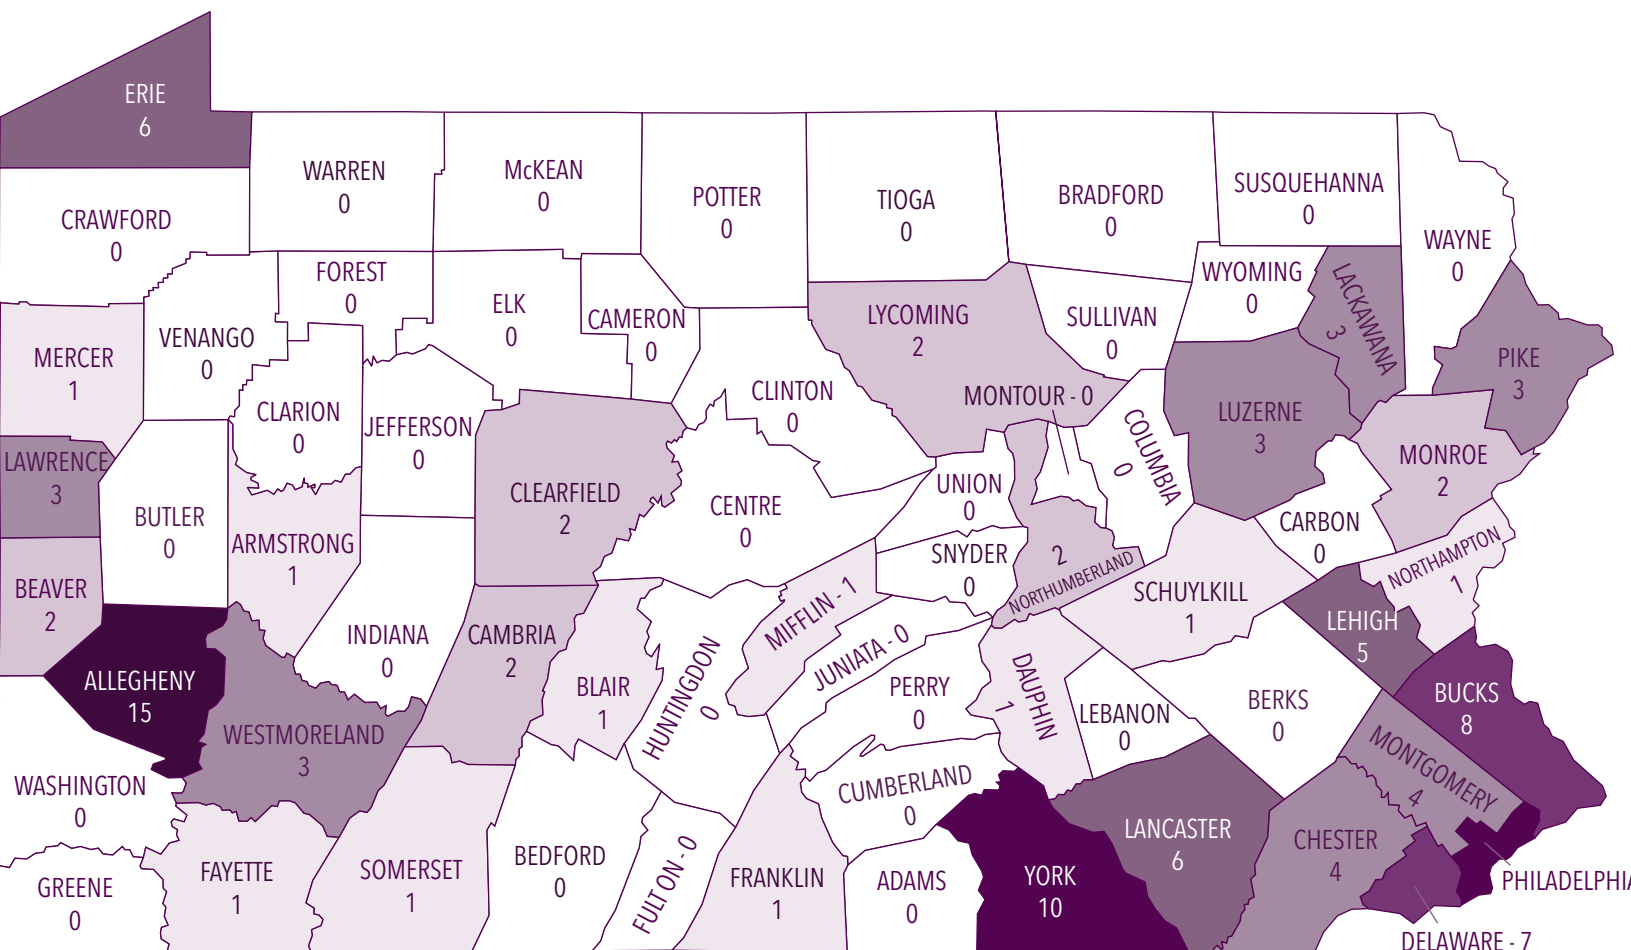 ERIE
6
WARREN
0
McKEAN
0
POTTER
0
TIOGA
0
BRADFORD
0
SUSQUEHANNA
0
WAYNE
0
CRAWFORD
0
FOREST
0
ELK
0
CAMERON
0
VENANGO
0
MERCER
1
LYCOMING
2
SULLIVAN
0
WYOMING
0
LACKAWANA
3
PIKE
3
CLARION
0
JEFFERSON
0
CLINTON
0
MONTOUR - 0
COLUMBIA
0
LUZERNE
3
MONROE
2
LAWRENCE
3
BUTLER
0
ARMSTRONG
1
CLEARFIELD
2
CENTRE
0
UNION
0
SNYDER
0
2
NORTHUMBERLAND
CARBON
0
NORTHAMPTON
1
BEAVER
2
INDIANA
0
CAMBRIA
2
BLAIR
1
HUNTINGDON
0
MIFFLIN - 1
JUNIATA - 0
PERRY
0
DAUPHIN
1
SCHUYLKILL
1
LEHIGH
5
ALLEGHENY
15
WESTMORELAND
3
LEBANON
0
BERKS
0
BUCKS
8
MONTGOMERY
4
WASHINGTON
0
CUMBERLAND
0
LANCASTER
6
CHESTER
4
GREENE
0
FAYETTE
1
SOMERSET
1
BEDFORD
0
FULTON - 0
FRANKLIN
1
ADAMS
0
YORK
10
PHILADELPHIA
DELAWARE - 7